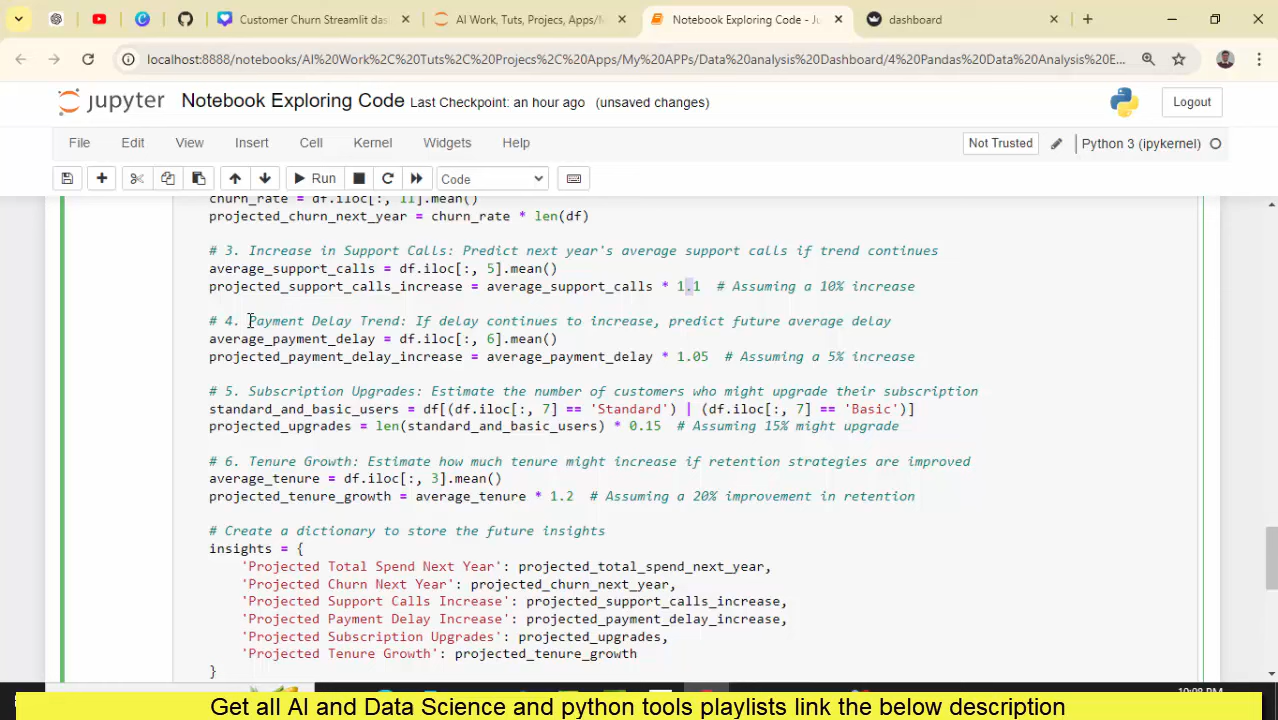 Customer Churn Streamlit das
AI Work, Tuts, Projecs, Apps/M
Notebook Exploring Code - Ju
dashboard
localhost:8888/notebooks/AI%20Work%2C%20Tuts%2C%20Projecs%2C%20Apps/My%20APPs/Data%20analysis%20Dashboard/4%20Pandas%20Data%20Analysis%20E...
jupyter Notebook Exploring Code Last Checkpoint: an hour ago (unsaved changes) Logout
File Edit View Insert Cell Kernel Widgets Help Not Trusted Python 3 (ipykernel)
Run Code
churn_rate = df.iloc[:, 11].mean()
projected_churn_next_year = churn_rate * len(df)
# 3. Increase in Support Calls: Predict next year's average support calls if trend continues
average_support_calls = df.iloc[:, 5].mean()
projected_support_calls_increase = average_support_calls * 1.1 # Assuming a 10% increase
# 4. Payment Delay Trend: If delay continues to increase, predict future average delay
average_payment_delay = df.iloc[:, 6].mean()
projected_payment_delay_increase = average_payment_delay * 1.05 # Assuming a 5% increase
# 5. Subscription Upgrades: Estimate the number of customers who might upgrade their subscription
standard_and_basic_users = df[(df.iloc[:, 7] == 'Standard') | (df.iloc[:, 7] == 'Basic')]
projected_upgrades = len(standard_and_basic_users) * 0.15 # Assuming 15% might upgrade
# 6. Tenure Growth: Estimate how much tenure might increase if retention strategies are improved
average_tenure = df.iloc[:, 3].mean()
projected_tenure_growth = average_tenure * 1.2 # Assuming a 20% improvement in retention
# Create a dictionary to store the future insights
insights = {
'Projected Total Spend Next Year': projected_total_spend_next_year,
'Projected Churn Next Year': projected_churn_next_year,
'Projected Support Calls Increase': projected_support_calls_increase,
'Projected Payment Delay Increase': projected_payment_delay_increase,
'Projected Subscription Upgrades': projected_upgrades,
'Projected Tenure Growth': projected_tenure_growth
}
Get all AI and Data Science and python tools playlists link the below description